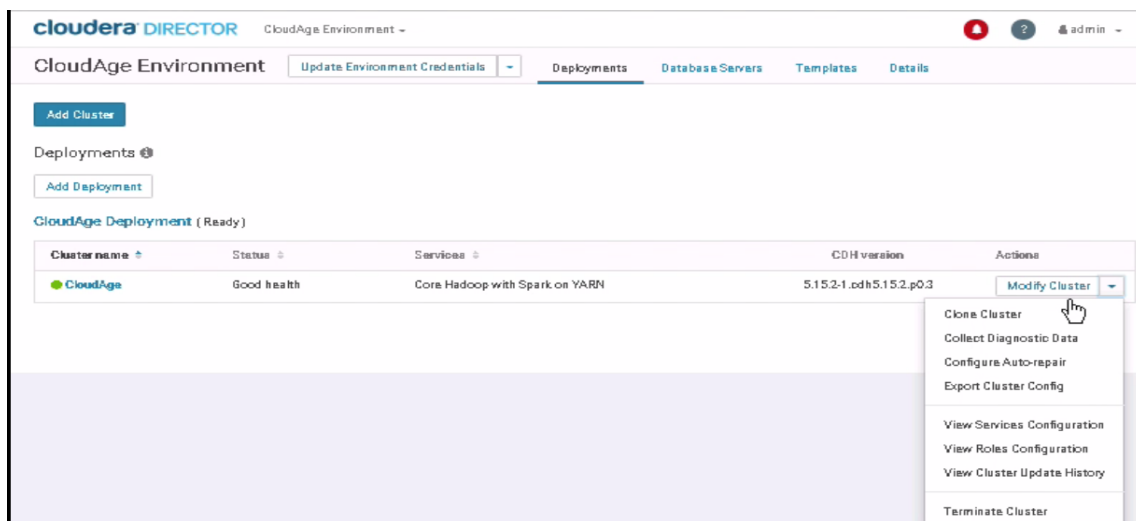 cloudera DIRECTOR CloudAge Environment ? admin
CloudAge Environment Update Environment Credentials Deployments Database Servers Templates Details
Add Cluster
Deployments
Add Deployment
CloudAge Deployment (Ready)
Cluster name Status Services CDH version Actions
CloudAge Good health Core Hadoop with Spark on YARN 5.15.2-1.cdh5.15.2.p0.3 Modify Cluster
Clone Cluster
Collect Diagnostic Data
Configure Auto-repair
Export Cluster Config
View Services Configuration
View Roles Configuration
View Cluster Update History
Terminate Cluster